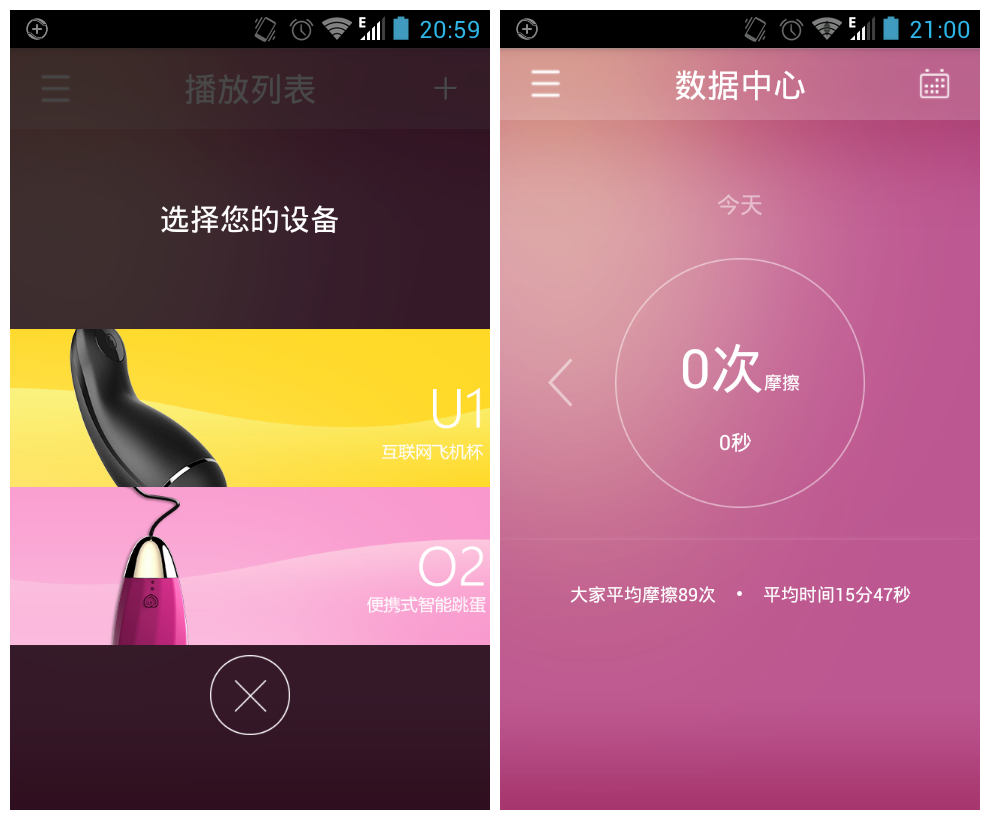 E
20:59
播放列表
选择您的设备
U1
互联网飞机杯
O2
便携式智能跳蛋
E
21:00
数据中心
今天
0次摩擦
0秒
大家平均摩擦89次 • 平均时间15分47秒